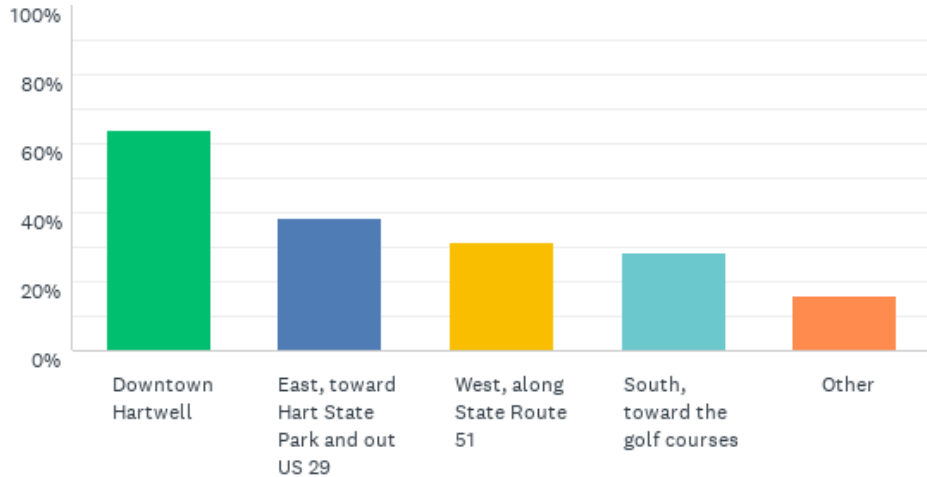 100%
80%
60%
40%
20%
0%
Downtown
Hartwell
East, toward
Hart State
Park and out
US 29
West, along
State Route
51
South,
toward the
golf courses
Other